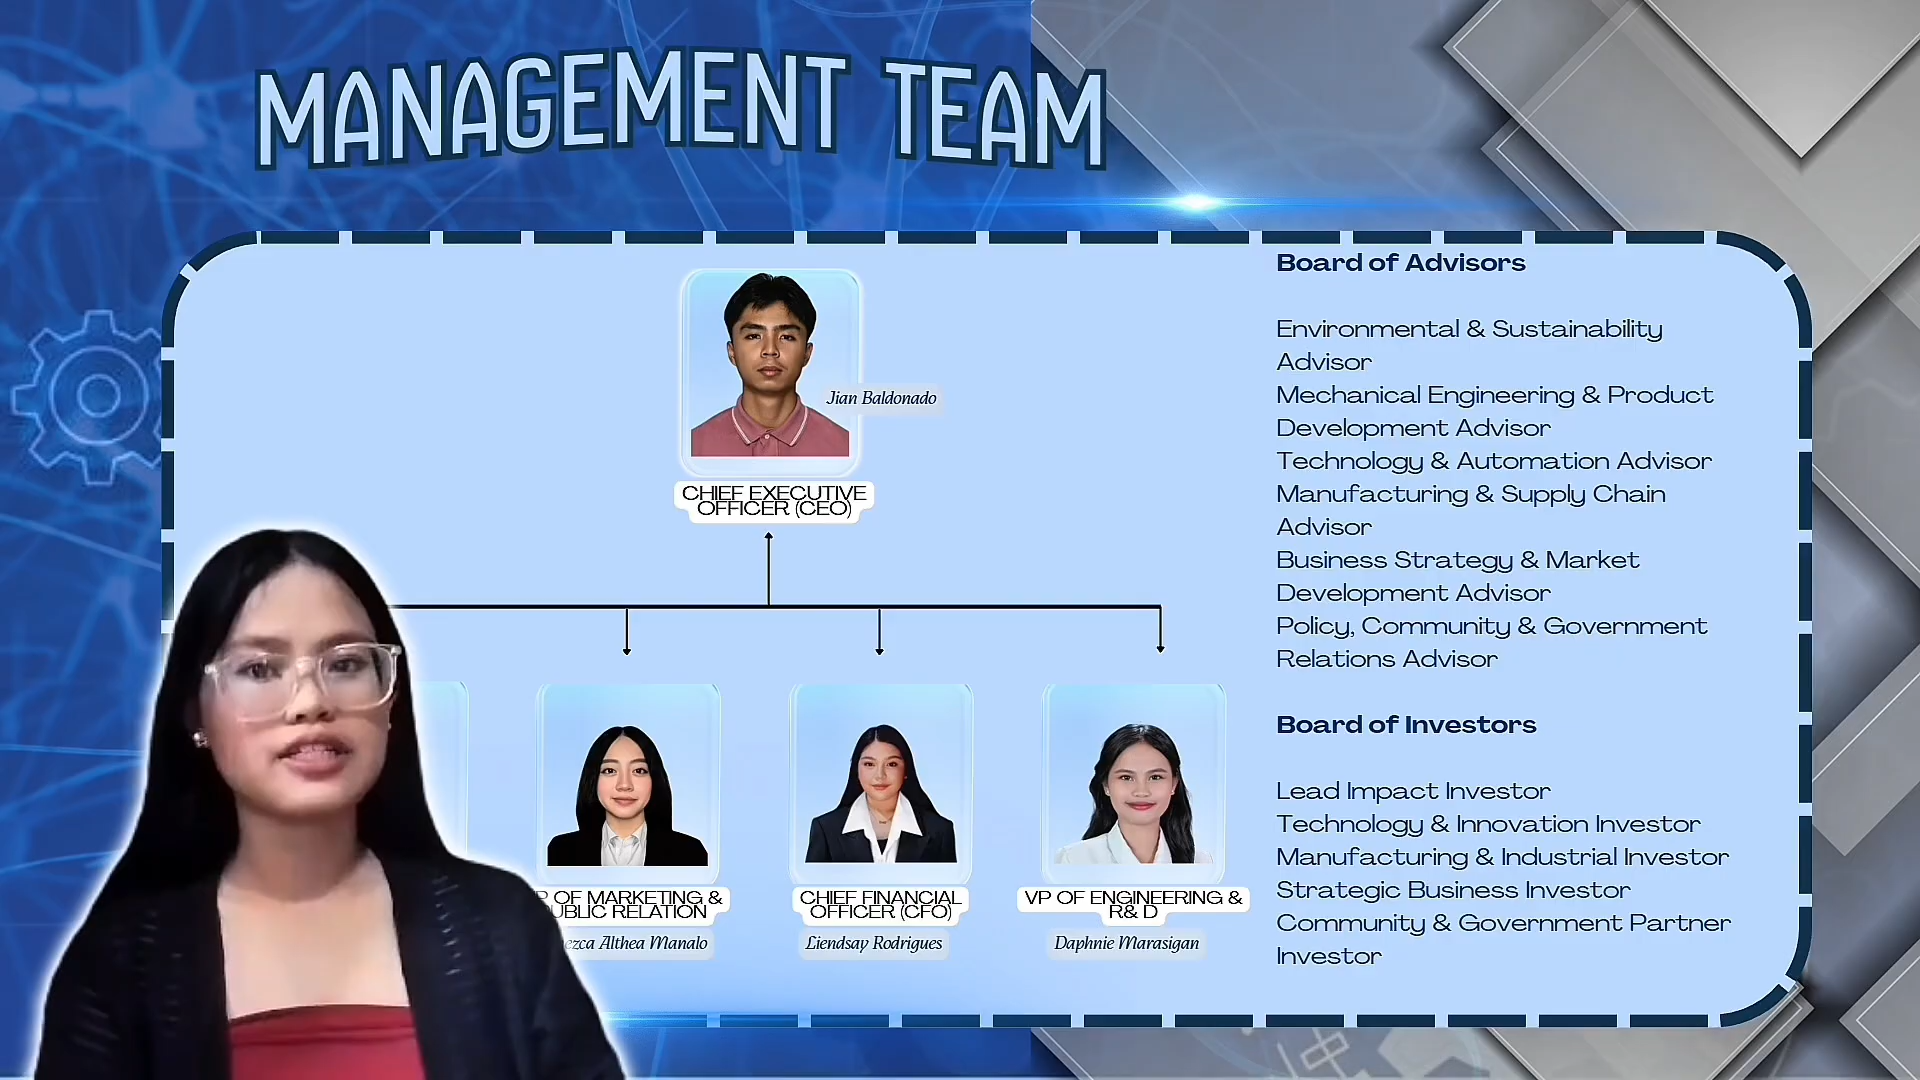 MANAGEMENT TEAM
Jian Baldonado
CHIEF EXECUTIVE
OFFICER (CEO)
OF MARKETING &
RELATION
Althea Manalo
CHIEF FINANCIAL
OFFICER (CFO)
Liendsay Rodrigues
VP OF ENGINEERING &
R& D
Daphnie Marasigan
Board of Advisors
Environmental & Sustainability
Advisor
Mechanical Engineering & Product
Development Advisor
Technology & Automation Advisor
Manufacturing & Supply Chain
Advisor
Business Strategy & Market
Development Advisor
Policy, Community & Government
Relations Advisor
Board of Investors
Lead Impact Investor
Technology & Innovation Investor
Manufacturing & Industrial Investor
Strategic Business Investor
Community & Government Partner
Investor